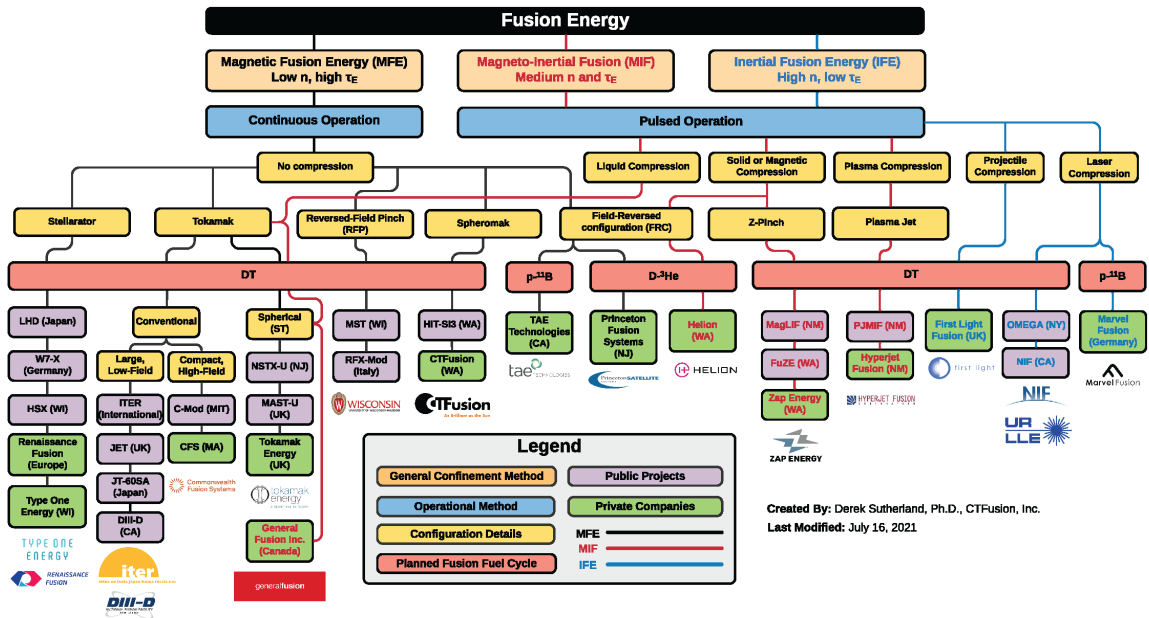 Fusion Energy
Magnetic Fusion Energy (MFE)
Low n, high τE
Magneto-Inertial Fusion (MIF)
Medium n and τE
Inertial Fusion Energy (IFE)
High n, low τE
Continuous Operation
Pulsed Operation
No compression
Liquid Compression
Solid or Magnetic
Compression
Plasma Compression
Projectile
Compression
Laser
Compression
Stellarator
Tokamak
Reversed-Field Pinch
(RFP)
Spheromak
Field-Reversed
configuration (FRC)
Z-Pinch
Plasma Jet
DT
p-¹¹B
D-³He
DT
p-¹¹B
LHD (Japan)
W7-X
(Germany)
HSX (WI)
Renaissance
Fusion
(Europe)
Type One
Energy (WI)
TYPE ONE
ENERGY
RENAISSANCE
FUSION
Conventional
Large,
Low-Field
ITER
(International)
JET (UK)
JT-60SA
(Japan)
DIII-D
(CA)
iter
DIII-D
Compact,
High-Field
C-Mod (MIT)
CFS (MA)
Commonwealth
Fusion Systems
Spherical
(ST)
NSTX-U (NJ)
MAST-U
(UK)
Tokamak
Energy
(UK)
tokamak
energy
General
Fusion Inc.
(Canada)
generalfusion
MST (WI)
RFX-Mod
(Italy)
WISCONSIN
HIT-SI3 (WA)
CTFusion
(WA)
CTFusion
TAE
Technologies
(CA)
tae TECHNOLOGIES
Princeton
Fusion
Systems
(NJ)
PRINCETON SATELLITE
Helion
(WA)
HELION
MagLIF (NM)
FuZE (WA)
Zap Energy
(WA)
ZAP ENERGY
PJMIF (NM)
Hyperjet
Fusion (NM)
HYPERJET FUSION
First Light
Fusion (UK)
first light
OMEGA (NY)
NIF (CA)
NIF
UR
LLE
Marvel
Fusion
(Germany)
Marvel Fusion
Legend
General Confinement Method
Public Projects
Operational Method
Private Companies
Configuration Details
MFE
MIF
Planned Fusion Fuel Cycle
IFE
Created By: Derek Sutherland, Ph.D., CTFusion, Inc.
Last Modified: July 16, 2021